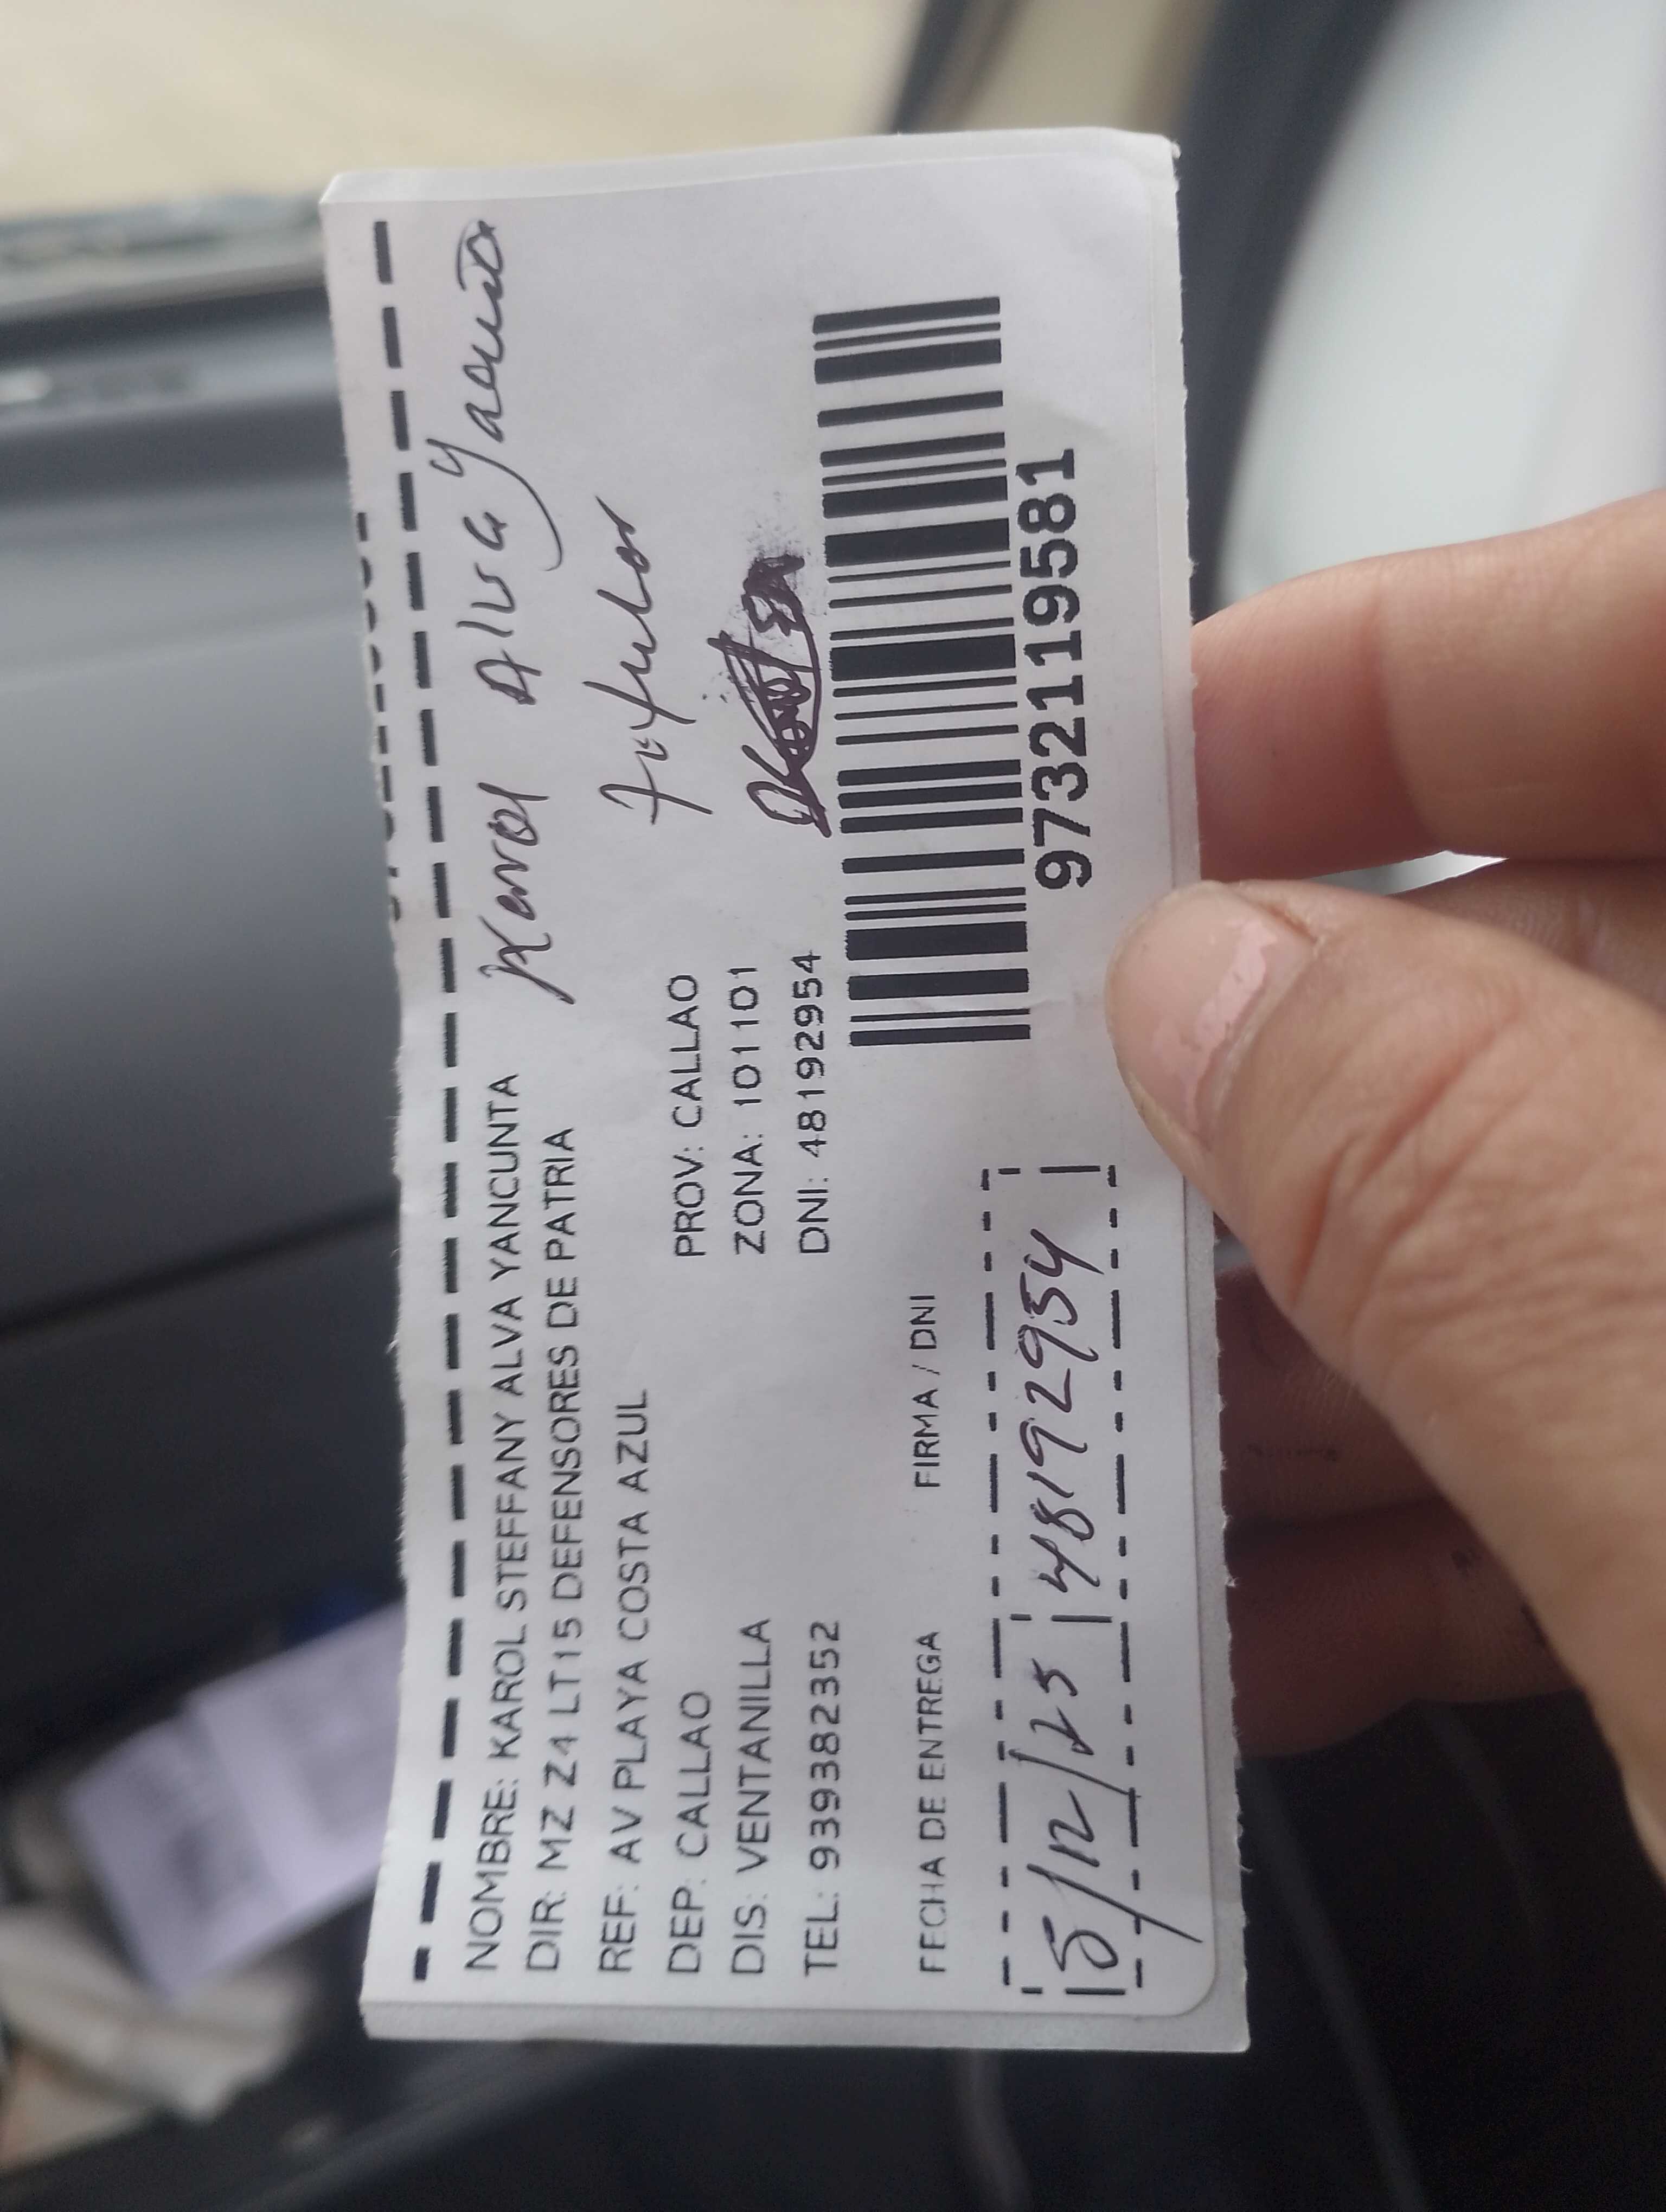 NOMBRE: KAROL STEFFANY ALVA YANCUNTA
DIR: MZ Z4 LT15 DEFENSORES DE PATRIA
REF: AV PLAYA COSTA AZUL
DEP: CALLAO PROV: CALLAO
DIS: VENTANILLA ZONA: 101101
TEL: 939382352 DNI: 48192954
Karol Alva
Titular
FECHA DE ENTREGA FIRMA / DNI
5/12/25 48192954
9732119581